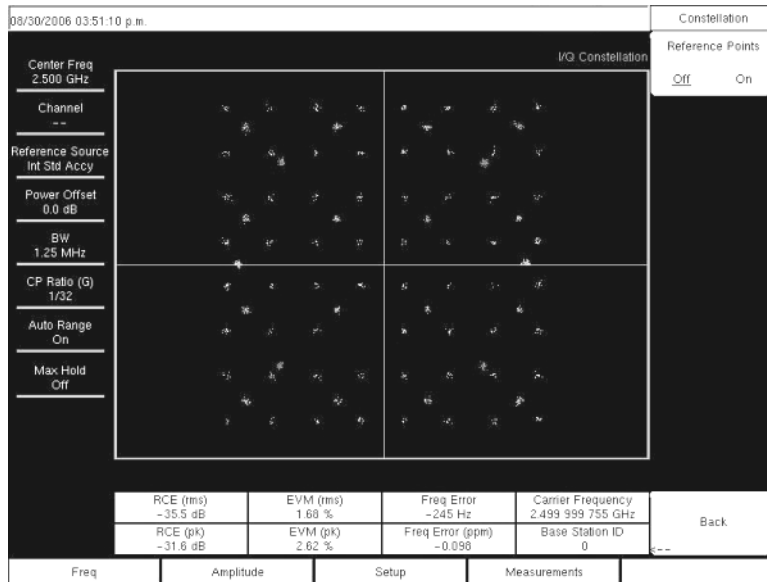 08/30/2006 03:51:10 p.m.
Constellation
Reference Points
Off On
I/Q Constellation
Center Freq
2.500 GHz
Channel
--
Reference Source
Int Std Accy
Power Offset
0.0 dB
BW
1.25 MHz
CP Ratio (G)
1/32
Auto Range
On
Max Hold
Off
RCE (rms) EVM (rms) Freq Error Carrier Frequency
-35.5 dB 1.68 % -245 Hz 2.499 999 755 GHz
RCE (pk) EVM (pk) Freq Error (ppm) Base Station ID
-31.6 dB 2.62 % -0.098 0
Back
<--
Freq Amplitude Setup Measurements